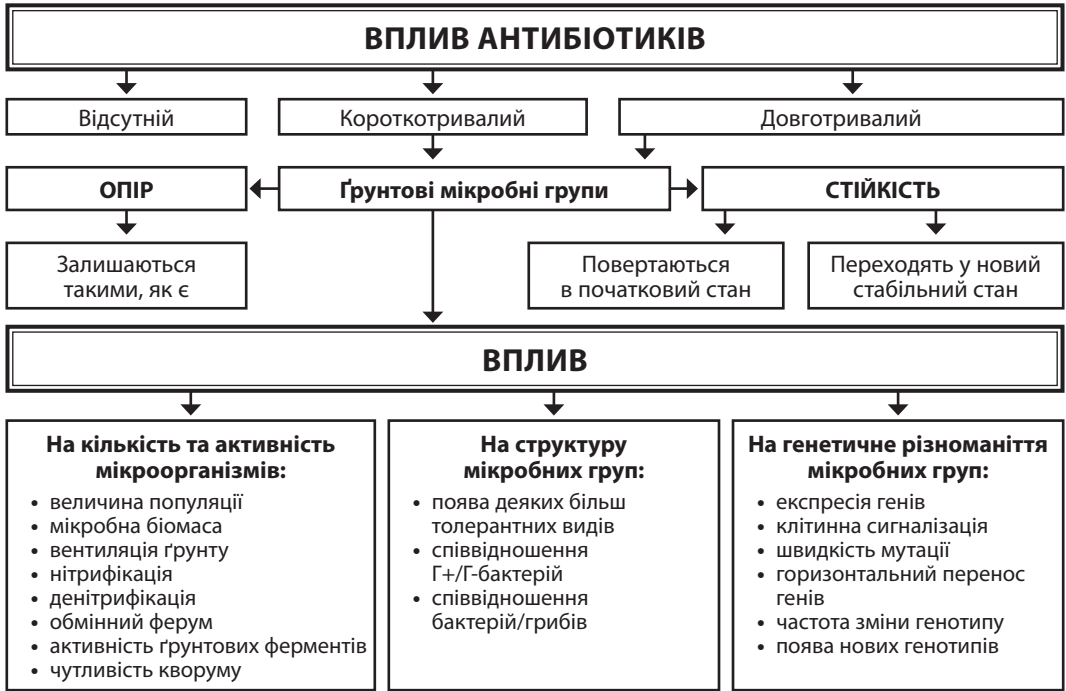 ВПЛИВ АНТИБІОТИКІВ
Відсутній
Короткотривалий
Довготривалий
ОПІР
Ґрунтові мікробні групи
СТІЙКІСТЬ
Залишаються
такими, як є
Повертаються
в початковий стан
Переходять у новий
стабільний стан
ВПЛИВ
На кількість та активність
мікроорганізмів:
• величина популяції
• мікробна біомаса
• вентиляція ґрунту
• нітрифікація
• денітрифікація
• обмінний ферум
• активність ґрунтових ферментів
• чутливість кворуму
На структуру
мікробних груп:
• поява деяких більш
толерантних видів
• співвідношення
Г+/Г-бактерій
• співвідношення
бактерій/грибів
На генетичне різноманіття
мікробних груп:
• експресія генів
• клітинна сигналізація
• швидкість мутації
• горизонтальний перенос
генів
• частота зміни генотипу
• поява нових генотипів